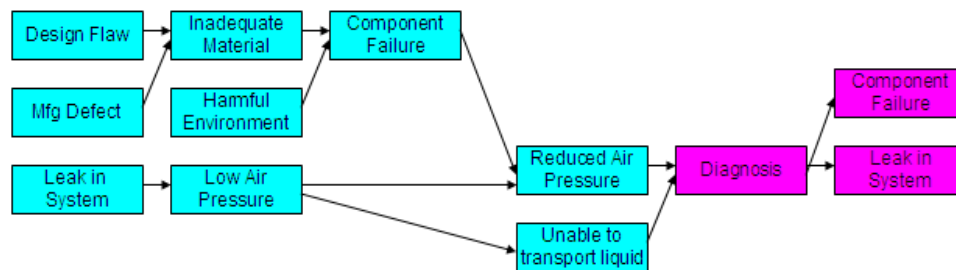 Design Flaw
Inadequate
Material
Component
Failure
Mfg Defect
Harmful
Environment
Component
Failure
Leak in
System
Low Air
Pressure
Reduced Air
Pressure
Diagnosis
Leak in
System
Unable to
transport liquid